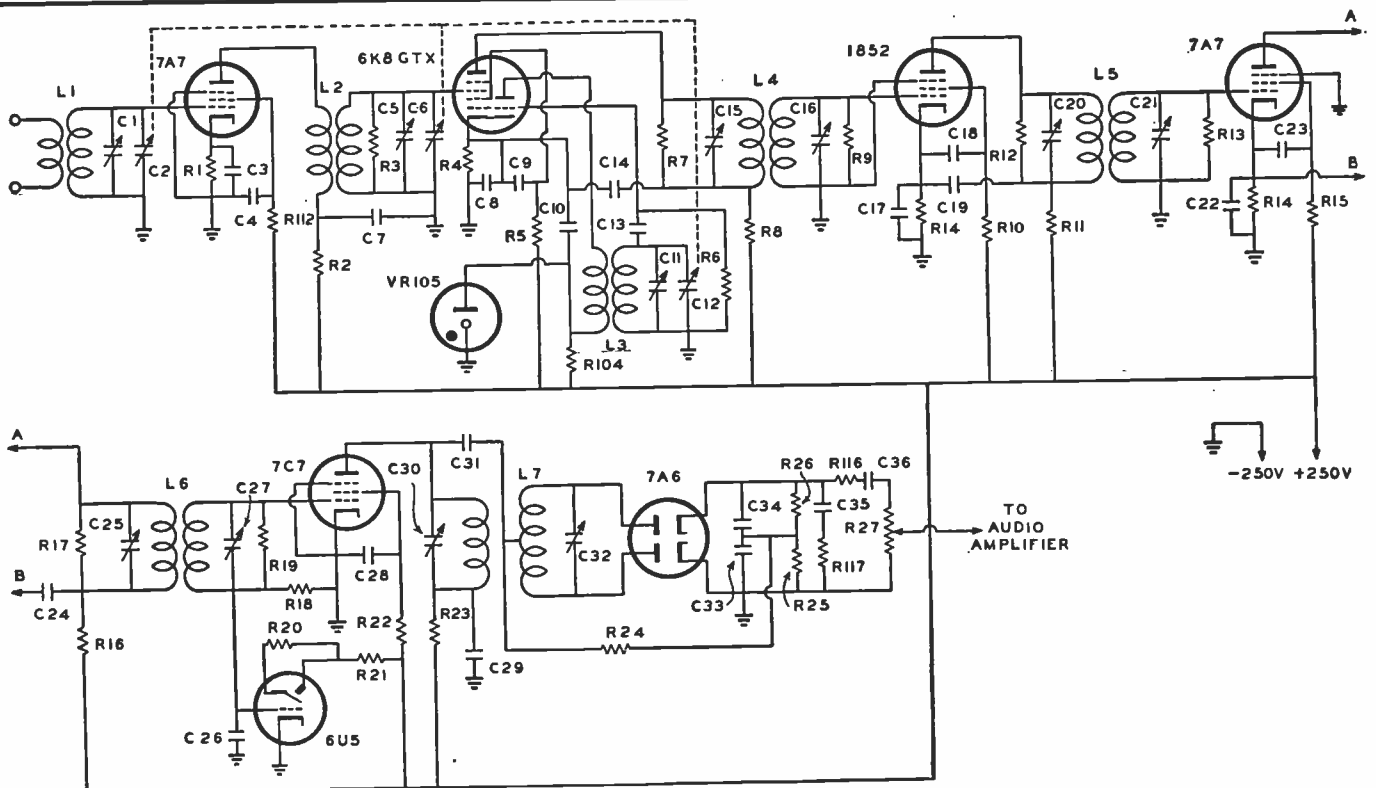 A
7A7
6K8GTX
1852
7A7
L1
L2
L4
L5
C1
C5
C6
C15
C16
C20
C21
C2
R3
R4
R7
R9
R12
R13
C18
C23
R1
C3
C9
C14
B
C4
C8
C10
C13
C17
C19
R14
C22
R14
R112
C7
R5
R8
R10
R11
R15
R2
C11
R6
VR105
C12
L3
R104
A
7C7
C30
C31
L7
7A6
R26
R116
C36
-250V +250V
L6
C27
C34
C35
TO
AUDIO
AMPLIFIER
C25
R27
R17
R19
C28
C32
R117
B
C24
R18
C33
R25
R20
R22
R23
R24
R16
R21
C29
C26
6U5